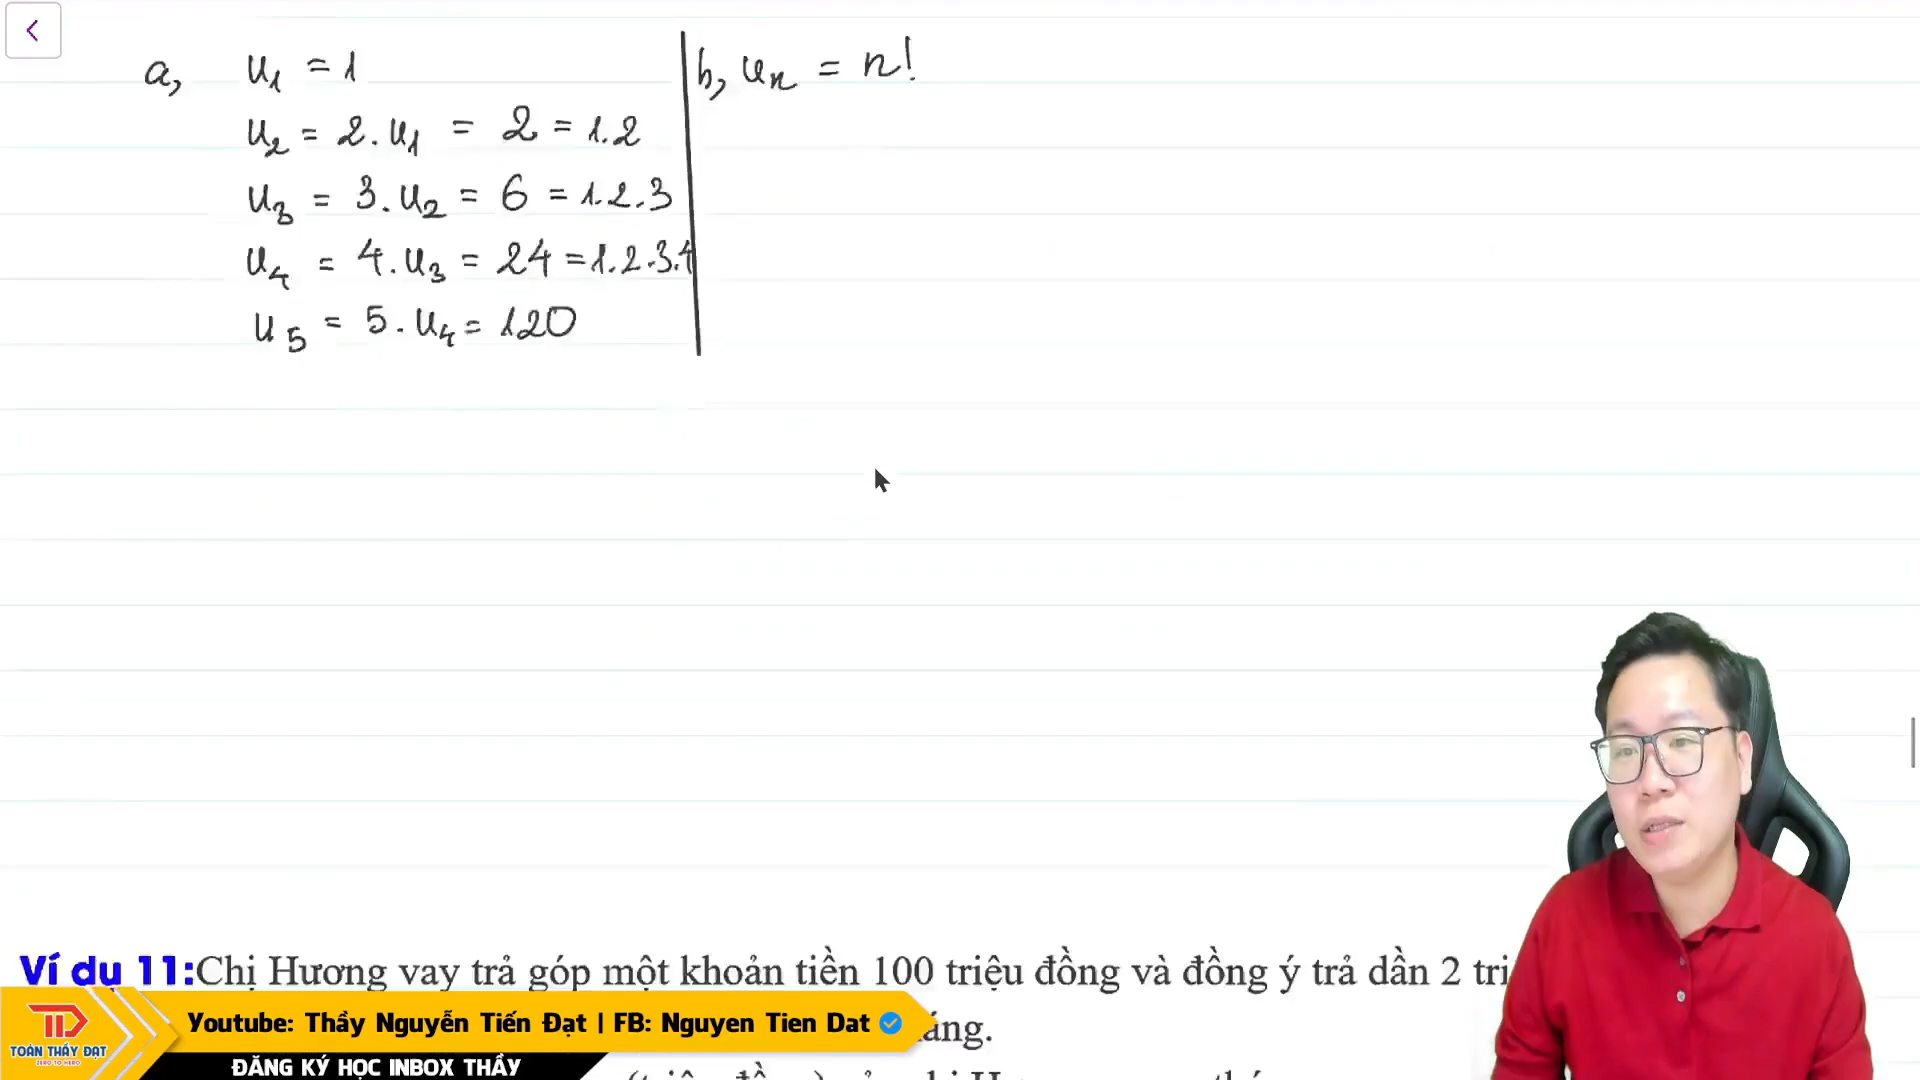 a, u₁ = 1
u₂ = 2.u₁ = 2 = 1.2
u₃ = 3.u₂ = 6 = 1.2.3
u₄ = 4.u₃ = 24 = 1.2.3.4
u₅ = 5.u₄ = 120
b, uₙ = n!
Ví dụ 11:Chị Hương vay trả góp một khoản tiền 100 triệu đồng và đồng ý trả dần 2
Youtube: Thầy Nguyễn Tiến Đạt | FB: Nguyen Tien Dat
TOÁN THẦY ĐẠT
ZERO TO HERO
ĐĂNG KÝ HỌC INBOX THẦY